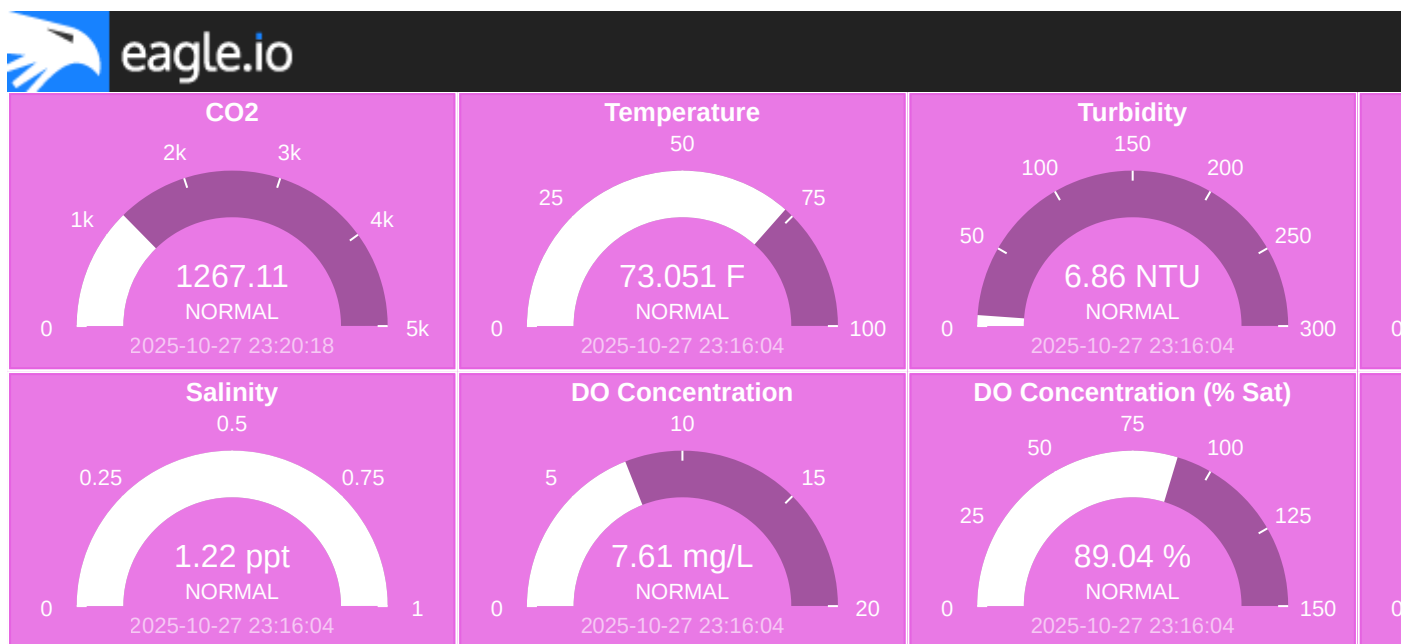 eagle.io
CO2
2k
3k
1k
4k
1267.11
NORMAL
0
5k
2025-10-27 23:20:18
Temperature
50
25
75
73.051 F
NORMAL
0
100
2025-10-27 23:16:04
Turbidity
150
100
200
50
250
6.86 NTU
NORMAL
0
300
2025-10-27 23:16:04
0
Salinity
0.5
0.25
0.75
1.22 ppt
NORMAL
0
1
2025-10-27 23:16:04
DO Concentration
10
5
15
7.61 mg/L
NORMAL
0
20
2025-10-27 23:16:04
DO Concentration (% Sat)
75
50
100
25
125
89.04 %
NORMAL
0
150
2025-10-27 23:16:04
0